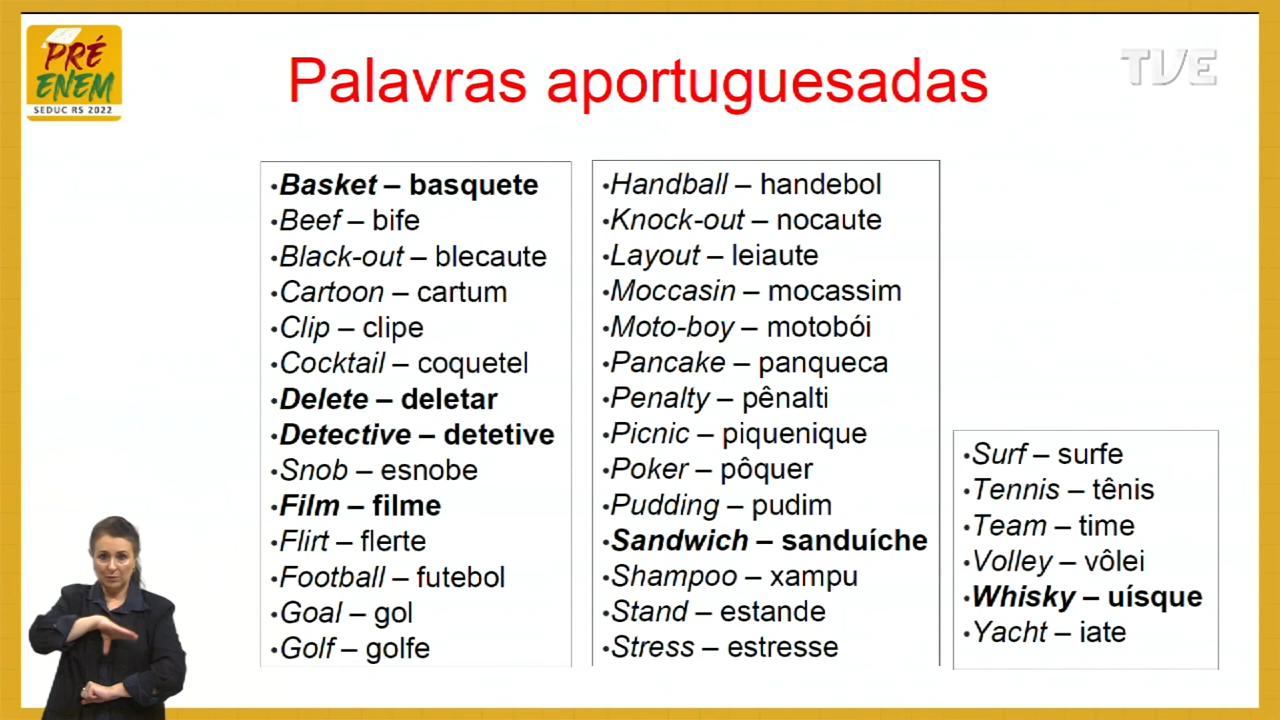 PRÉ
ENEM
SEDUC RS 2022
Palavras aportuguesadas
TVE
•Basket – basquete
•Beef – bife
•Black-out – blecaute
•Cartoon – cartum
•Clip – clipe
•Cocktail – coquetel
•Delete – deletar
•Detective – detetive
•Snob – esnobe
•Film – filme
•Flirt – flerte
•Football – futebol
•Goal – gol
•Golf – golfe
•Handball – handebol
•Knock-out – nocaute
•Layout – leiaute
•Moccasin – mocassim
•Moto-boy – motobói
•Pancake – panqueca
•Penalty – pênalti
•Picnic – piquenique
•Poker – pôquer
•Pudding – pudim
•Sandwich – sanduíche
•Shampoo – xampu
•Stand – estande
•Stress – estresse
•Surf – surfe
•Tennis – tênis
•Team – time
•Volley – vôlei
•Whisky – uísque
•Yacht – iate